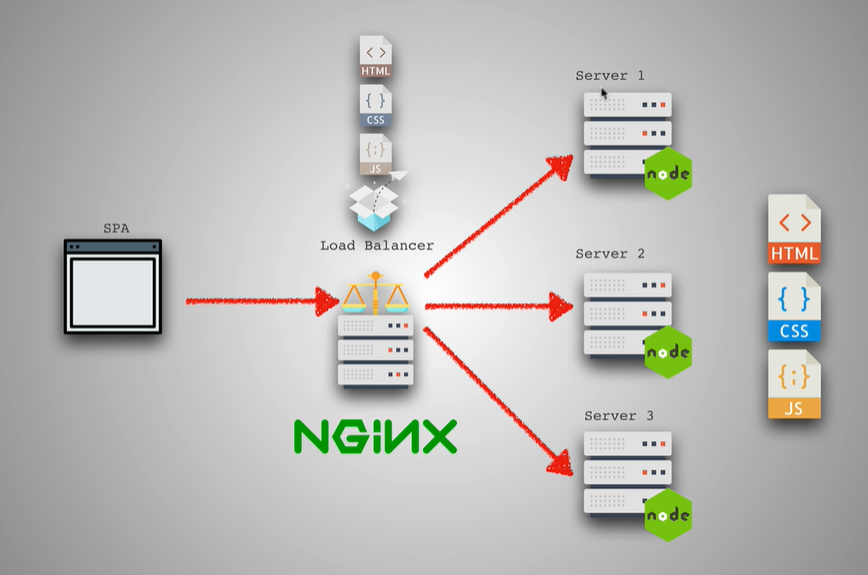 HTML
CSS
JS
Server 1
node
SPA
Load Balancer
NGiNX
Server 2
node
Server 3
node
HTML
CSS
JS